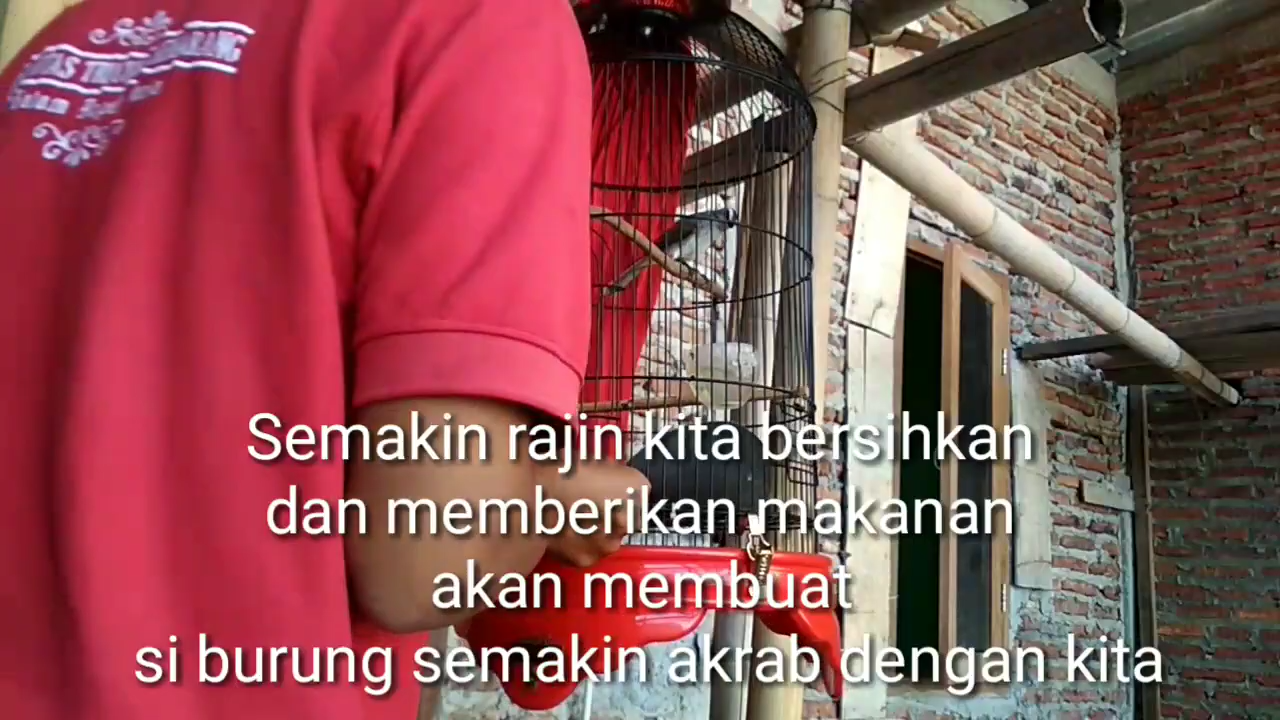 Semakin rajin kita bersihkan
dan memberikan makanan
akan membuat
si burung semakin akrab dengan kita